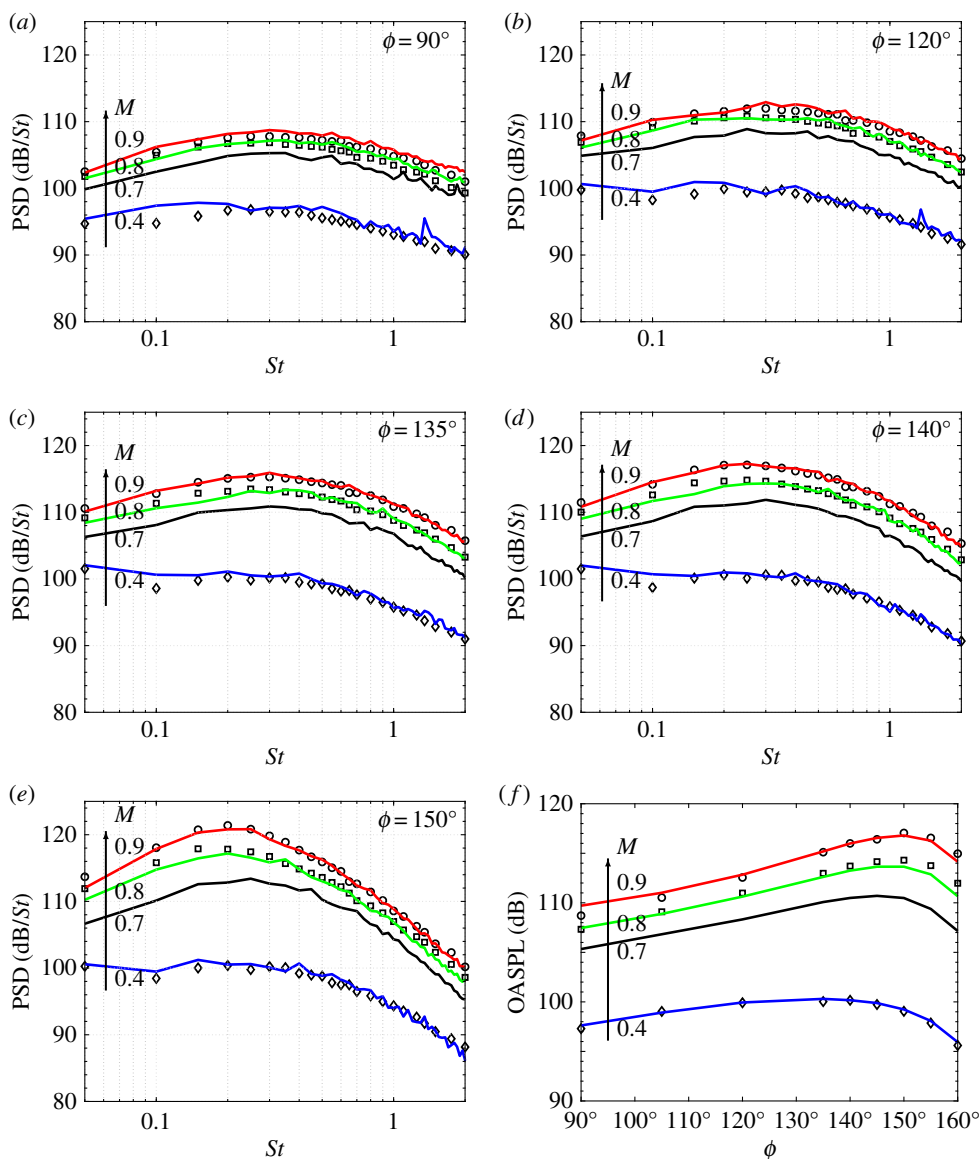 (a)
ϕ = 90°
120
110
100
90
80
PSD (dB/St)
M
0.9
0.8
0.7
0.4
0.1
1
St
(b)
ϕ = 120°
120
110
100
90
80
PSD (dB/St)
M
0.9
0.8
0.7
0.4
0.1
1
St
(c)
ϕ = 135°
120
110
100
90
80
PSD (dB/St)
M
0.9
0.8
0.7
0.4
0.1
1
St
(d)
ϕ = 140°
120
110
100
90
80
PSD (dB/St)
M
0.9
0.8
0.7
0.4
0.1
1
St
(e)
ϕ = 150°
120
110
100
90
80
PSD (dB/St)
M
0.9
0.8
0.7
0.4
0.1
1
St
(f)
120
110
100
90
OASPL (dB)
M
0.9
0.8
0.7
0.4
90° 100° 110° 120° 130° 140° 150° 160°
ϕ